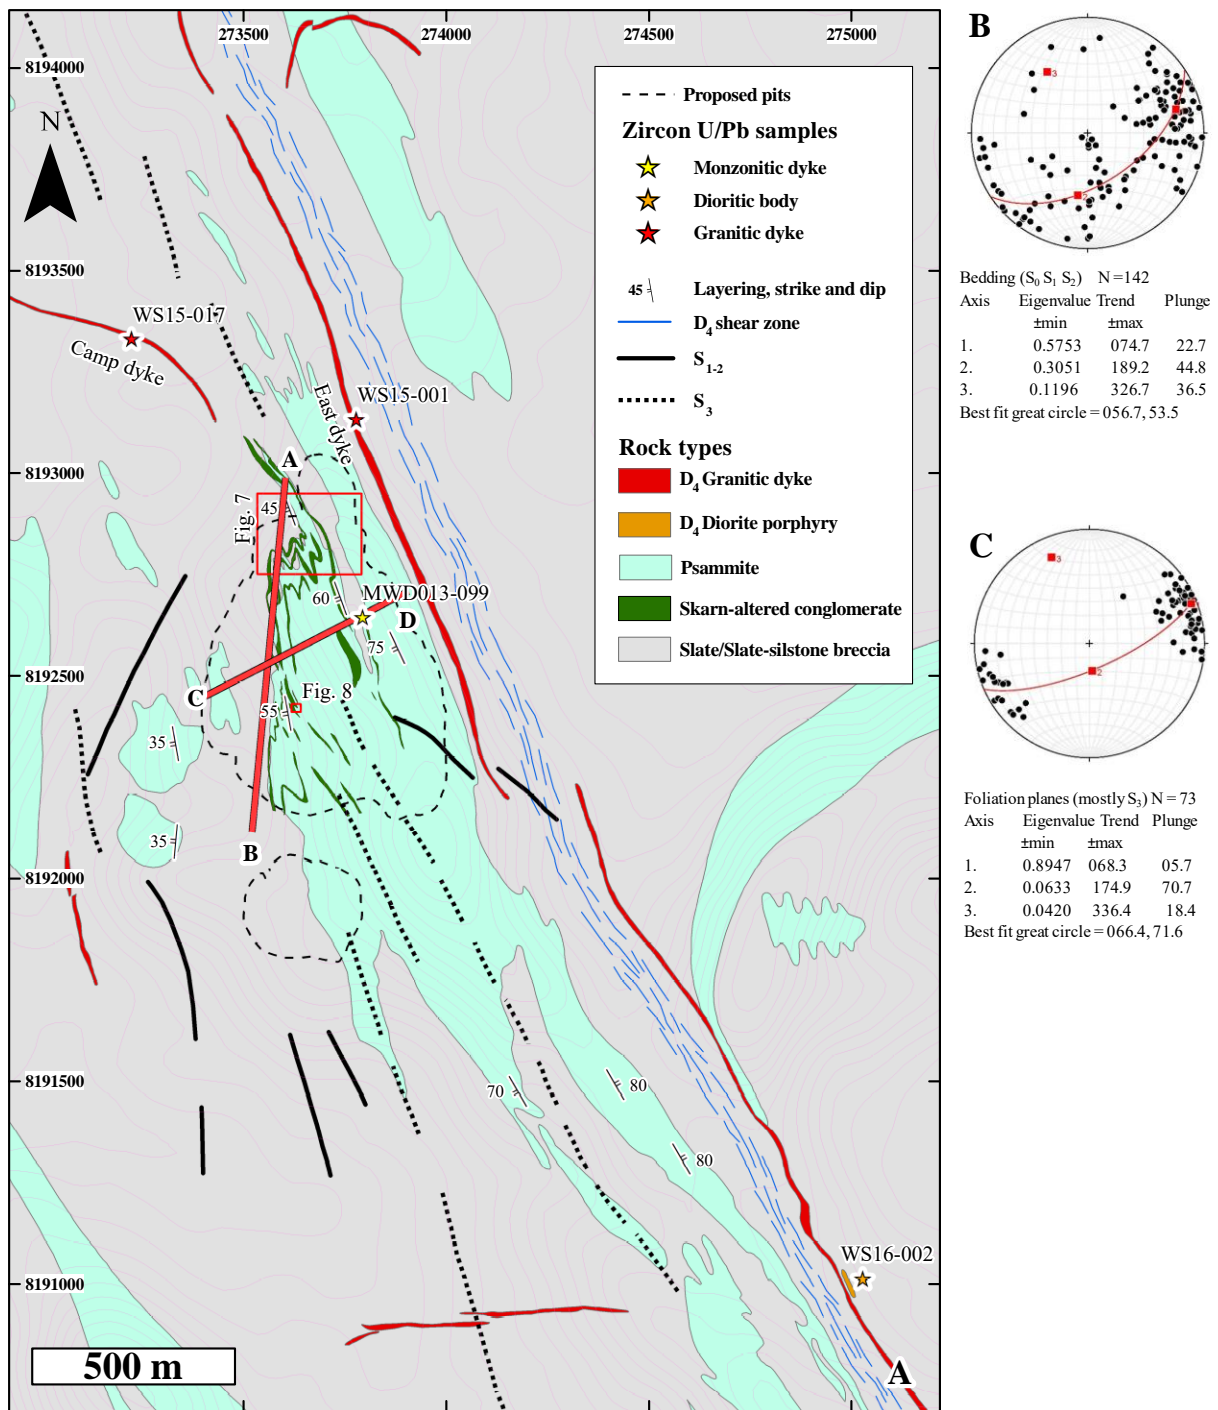 273500
274000
274500
275000
8194000
8193500
8193000
8192500
8192000
8191500
8191000
N
WS15-017
Camp dyke
WS15-001
East dyke
A
Fig. 7
45
60
MWD013-099
D
75
C
Fig. 8
55
35
35
B
70
80
80
WS16-002
A
500 m
Proposed pits
Zircon U/Pb samples
Monzonitic dyke
Dioritic body
Granitic dyke
45 Layering, strike and dip
D4 shear zone
S1-2
S3
Rock types
D4 Granitic dyke
D4 Diorite porphyry
Psammite
Skarn-altered conglomerate
Slate/Slate-silstone breccia
B
3
2
Bedding (S0 S1 S2) N =142
Axis Eigenvalue Trend Plunge
±min ±max
1. 0.5753 074.7 22.7
2. 0.3051 189.2 44.8
3. 0.1196 326.7 36.5
Best fit great circle = 056.7, 53.5
C
3
2
Foliation planes (mostly S3) N = 73
Axis Eigenvalue Trend Plunge
±min ±max
1. 0.8947 068.3 05.7
2. 0.0633 174.9 70.7
3. 0.0420 336.4 18.4
Best fit great circle = 066.4, 71.6